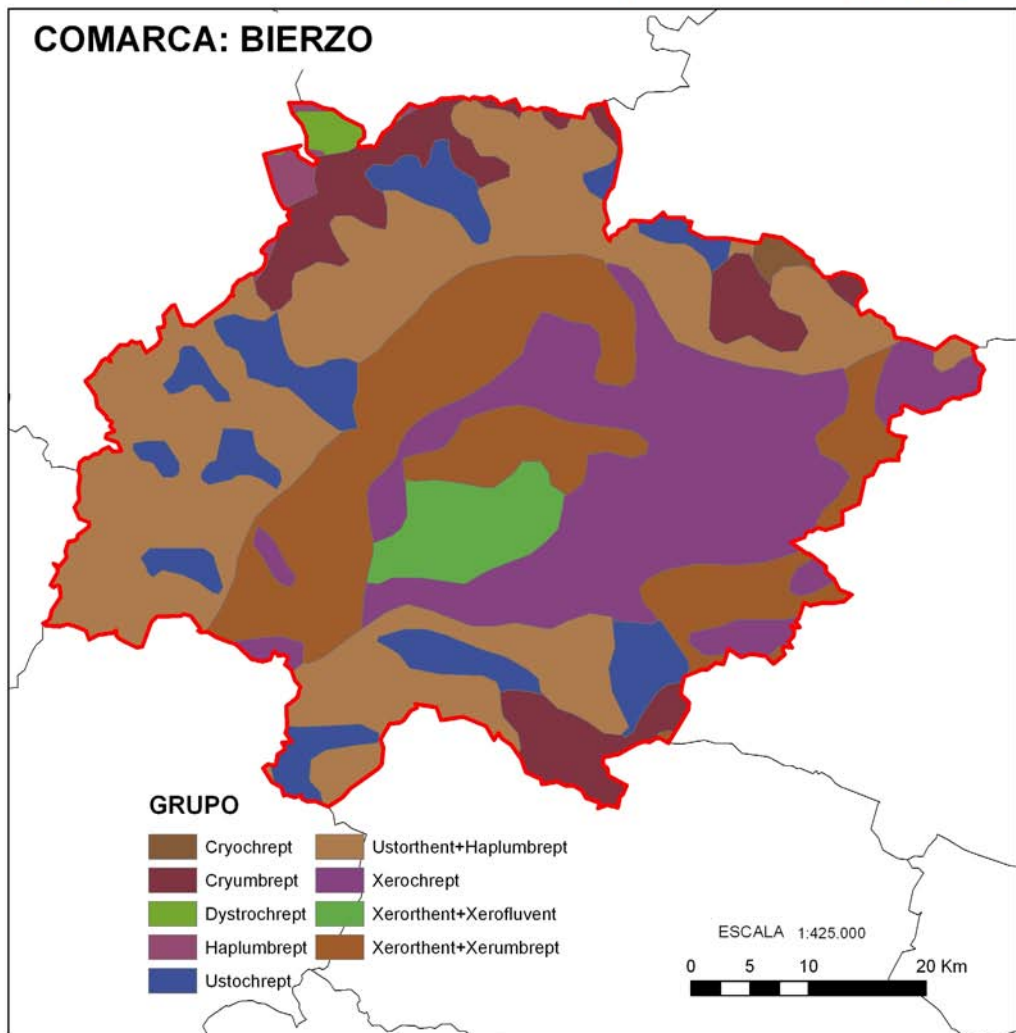 COMARCA: BIERZO
GRUPO
Cryochrept
Cryumbrept
Dystrochrept
Haplumbrept
Ustochrept
Ustorthent+Haplumbrept
Xerochrept
Xerorthent+Xerofluvent
Xerorthent+Xerumbrept
ESCALA 1:425.000
0 5 10 20 Km